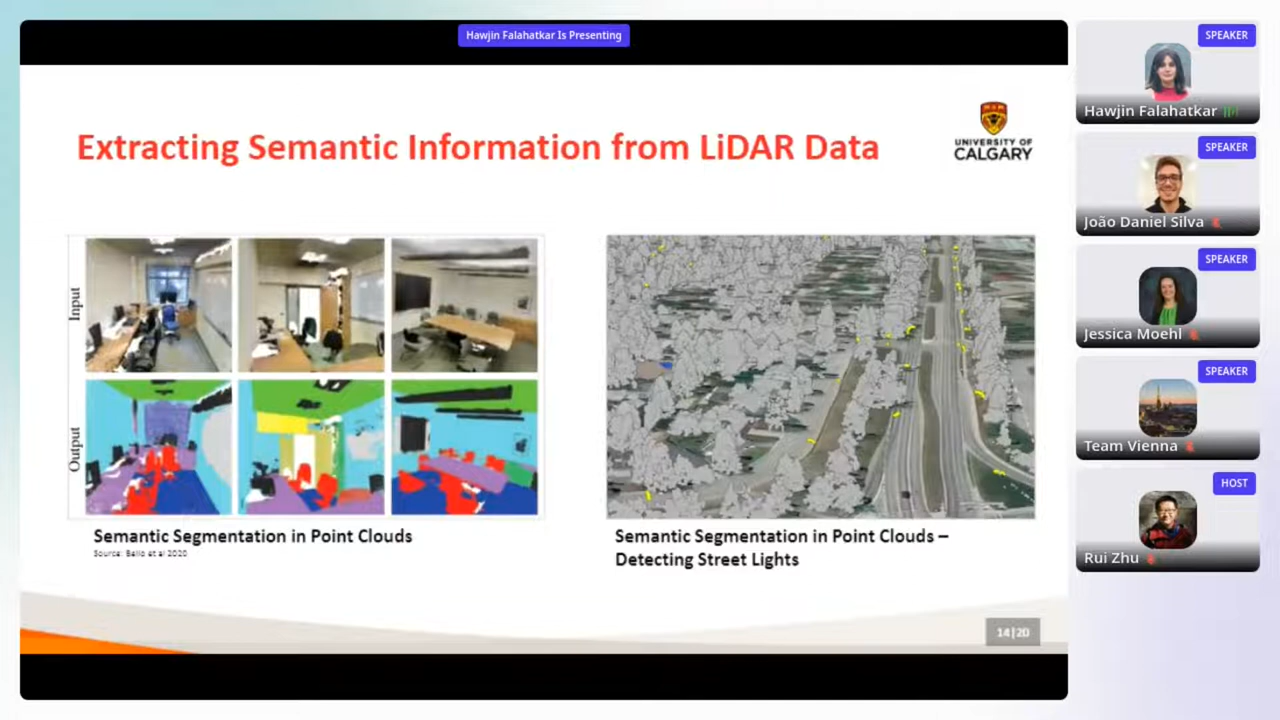 Hawjin Falahatkar Is Presenting
Extracting Semantic Information from LiDAR Data
UNIVERSITY OF
CALGARY
Input
Output
Semantic Segmentation in Point Clouds
Source: Bello et al 2020
Semantic Segmentation in Point Clouds –
Detecting Street Lights
14|20
SPEAKER
Hawjin Falahatkar
SPEAKER
João Daniel Silva
SPEAKER
Jessica Moehl
SPEAKER
Team Vienna
HOST
Rui Zhu